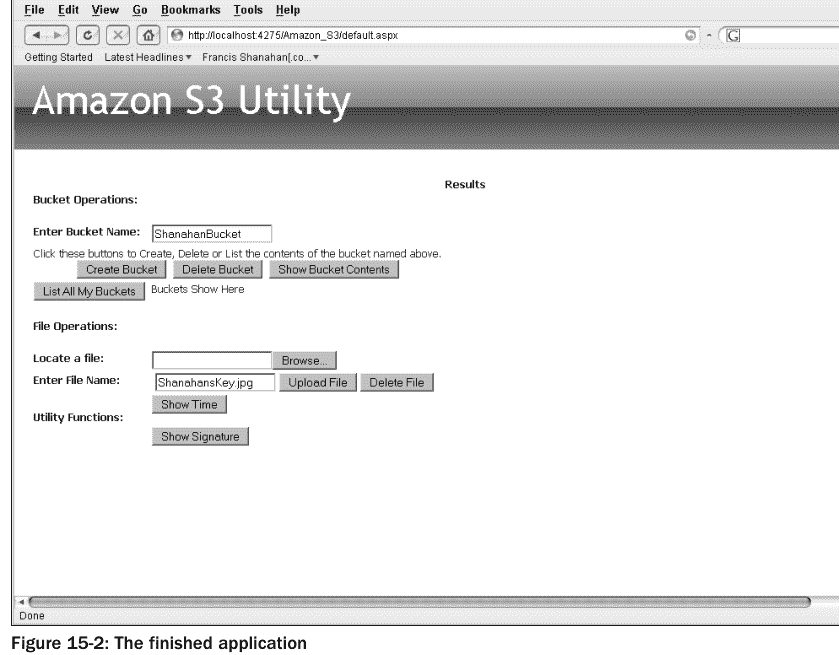 File Edit View Go Bookmarks Tools Help
http://localhost:4275/Amazon_S3/default.aspx
G
Getting Started Latest Headlines Francis Shanahan[.co...
Amazon S3 Utility
Results
Bucket Operations:
Enter Bucket Name: ShanahanBucket
Click these buttons to Create, Delete or List the contents of the bucket named above.
Create Bucket Delete Bucket Show Bucket Contents
List All My Buckets Buckets Show Here
File Operations:
Locate a file: Browse...
Enter File Name: ShanahansKey.jpg Upload File Delete File
Show Time
Utility Functions:
Show Signature
Done
Figure 15-2: The finished application